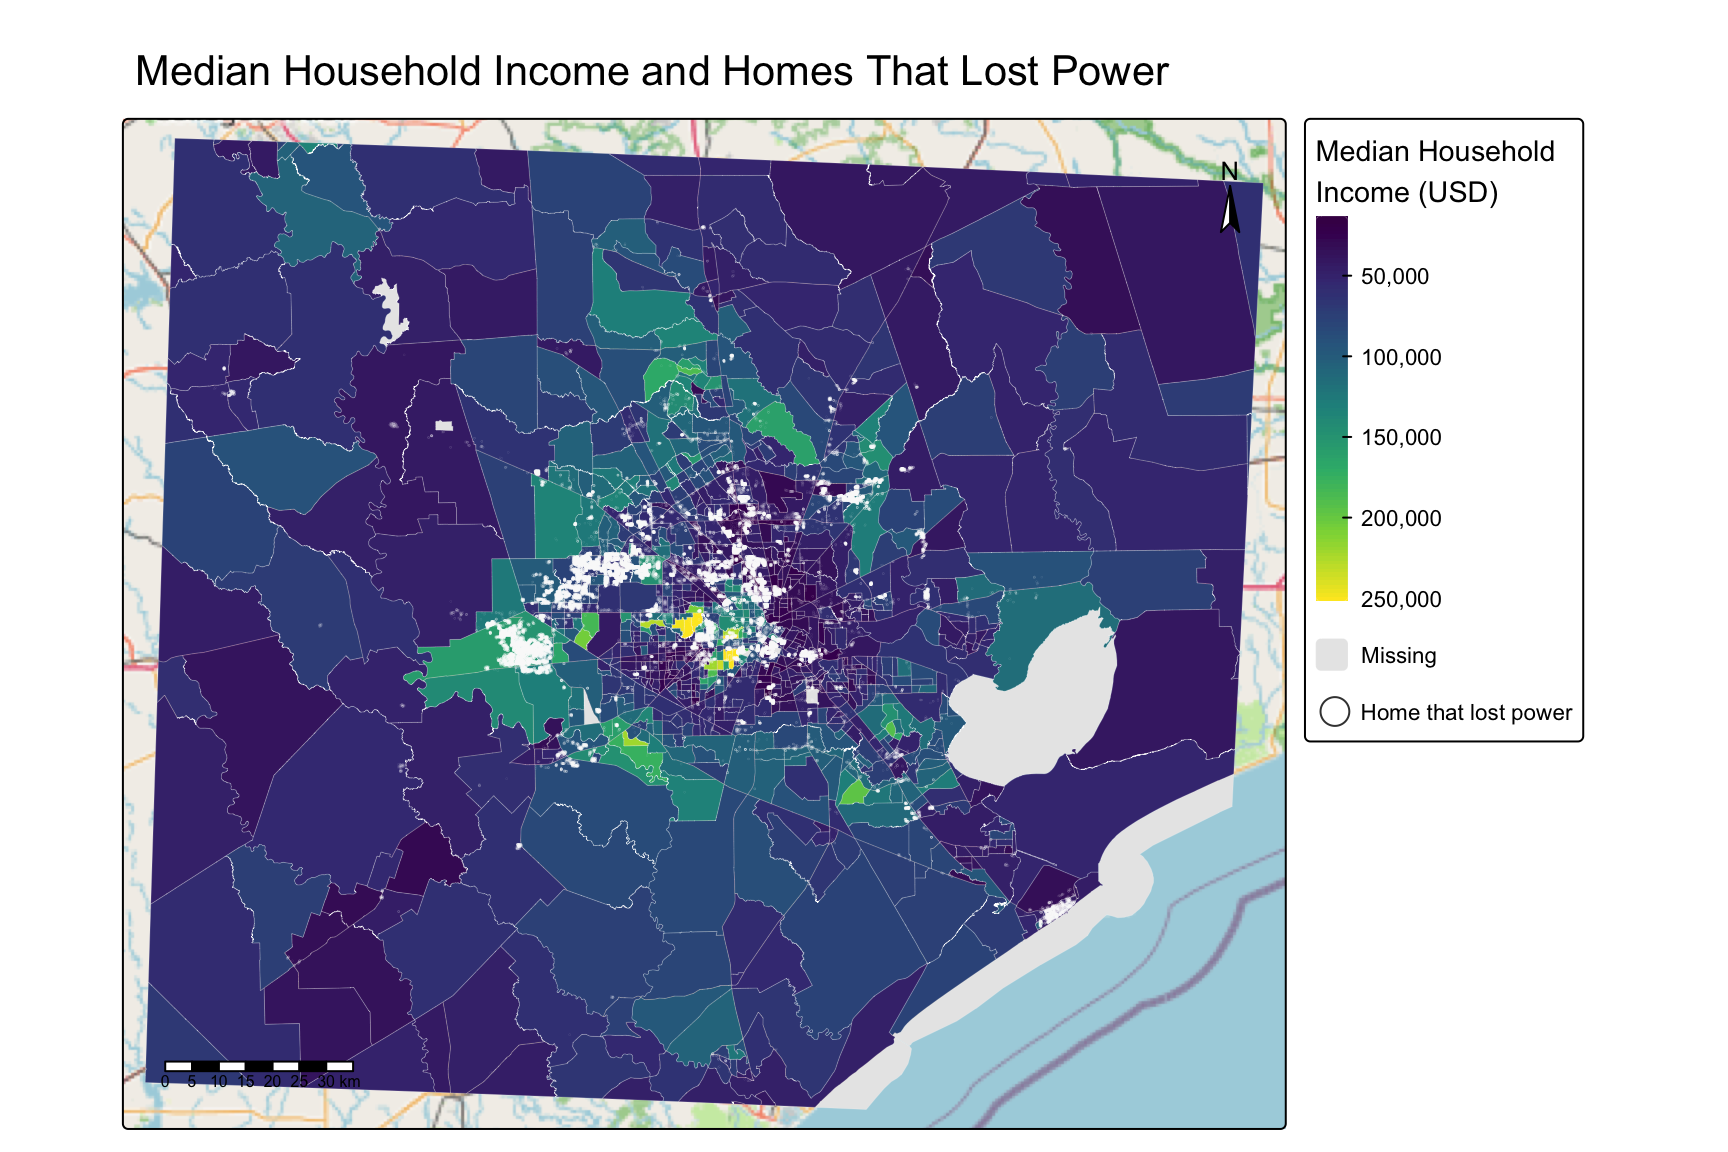 Median Household Income and Homes That Lost Power
N
Median Household
Income (USD)
50,000
100,000
150,000
200,000
250,000
Missing
Home that lost power
0 5 10 15 20 25 30 km